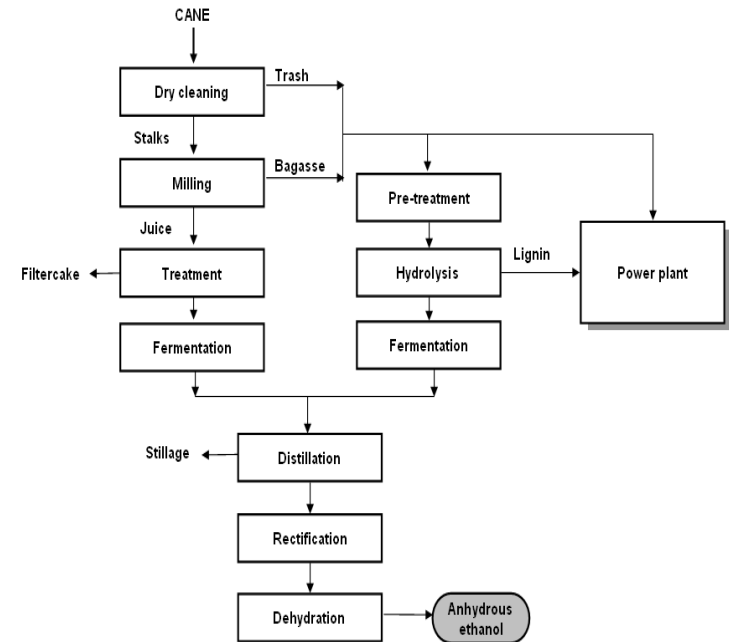 CANE
Dry cleaning
Trash
Stalks
Milling
Bagasse
Juice
Filtercake
Treatment
Fermentation
Pre-treatment
Hydrolysis
Lignin
Power plant
Fermentation
Stillage
Distillation
Rectification
Dehydration
Anhydrous
ethanol